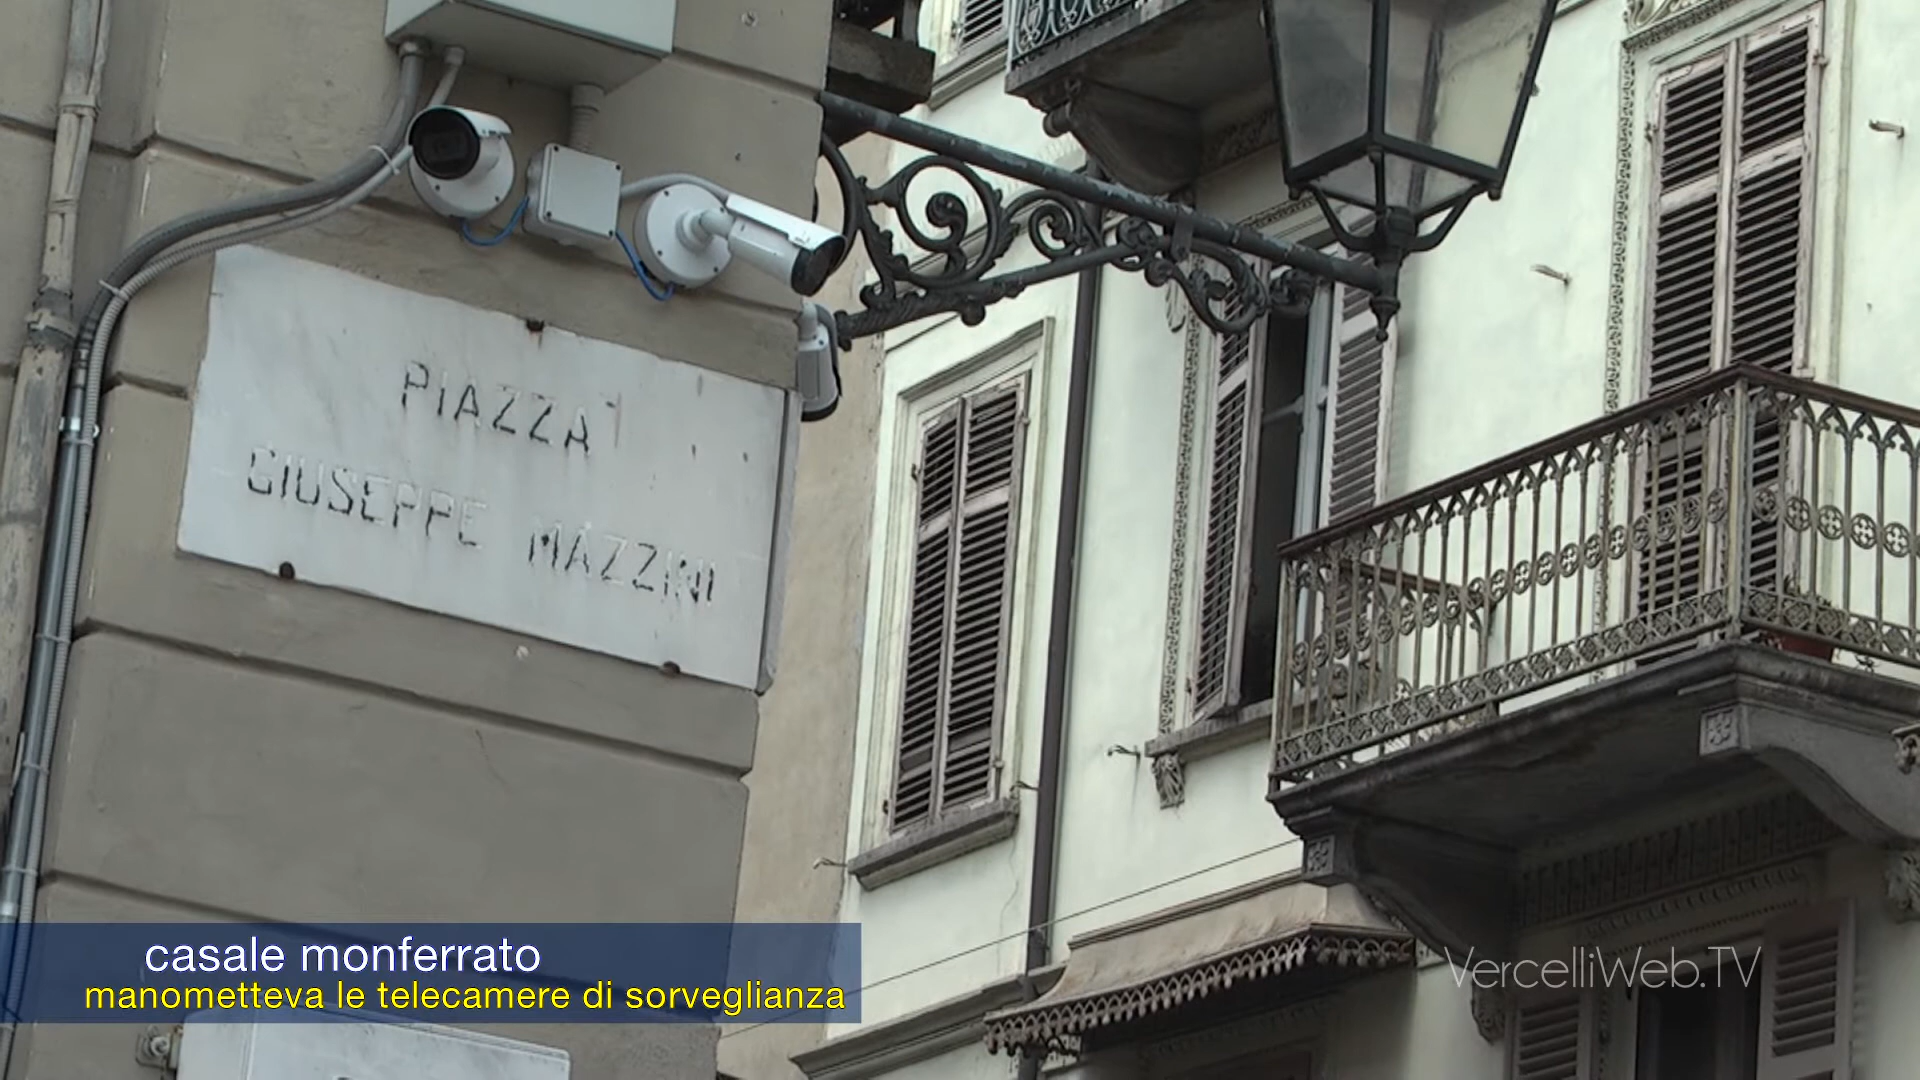 PIAZZA
GIUSEPPE MAZZINI
casale monferrato
manometteva le telecamere di sorveglianza
VercelliWeb.TV